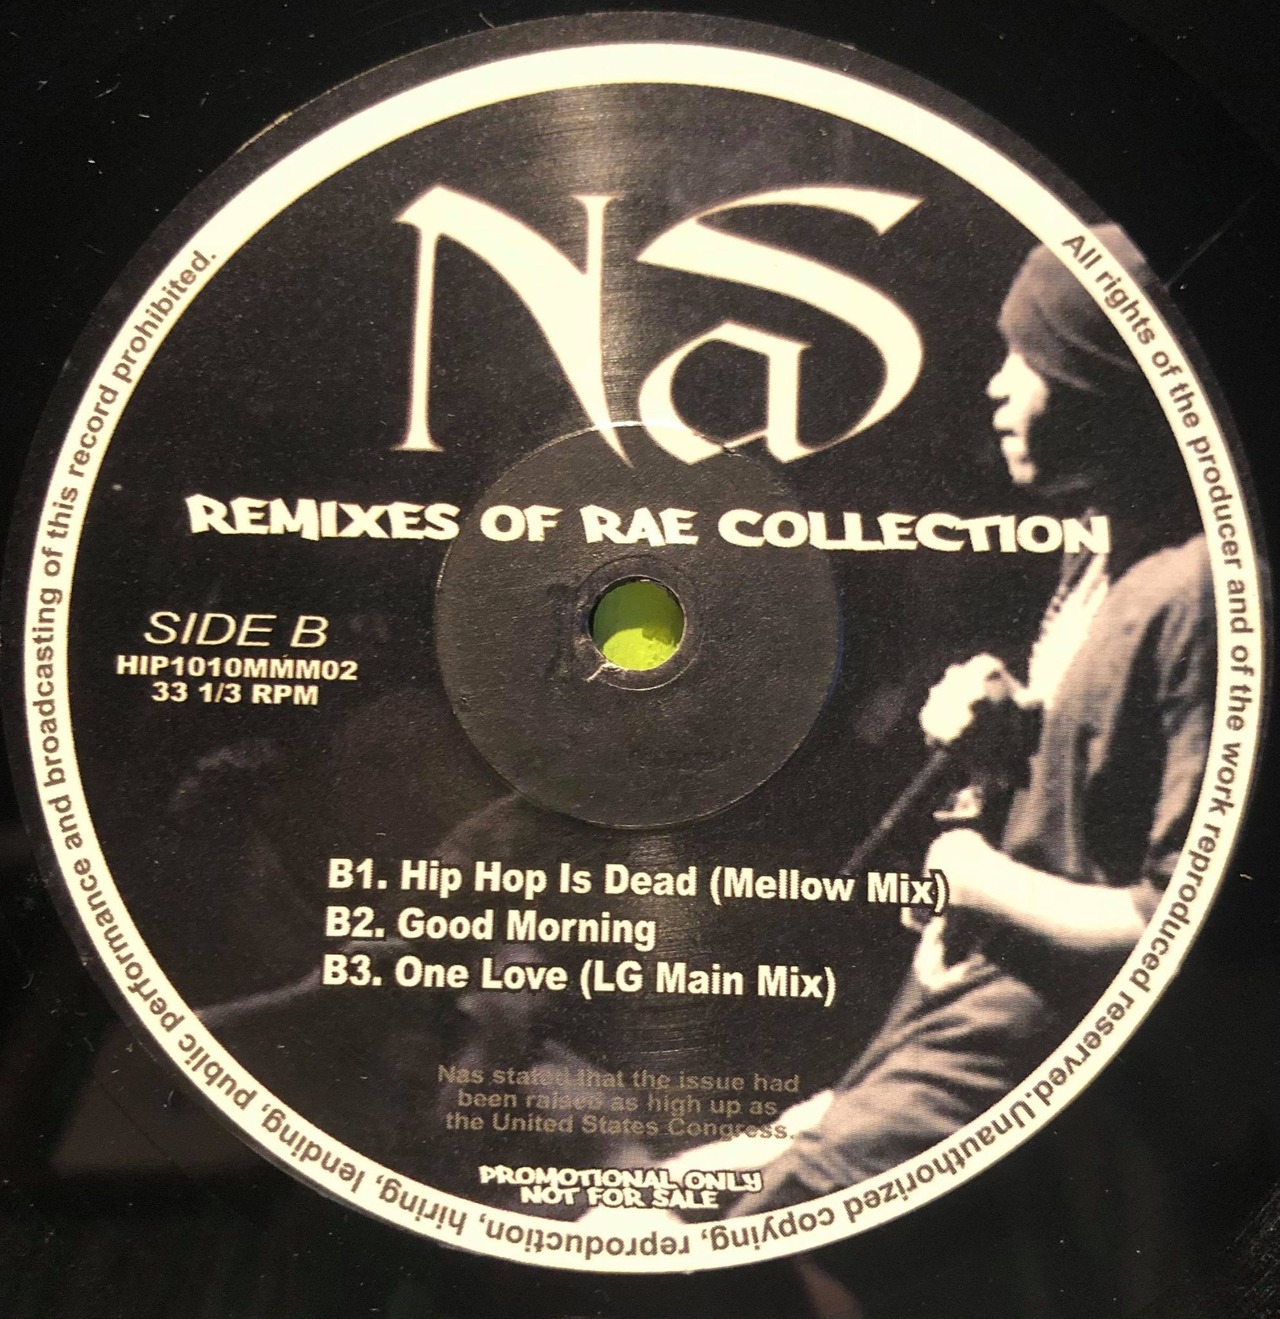 NaS
REMIXES OF RAE COLLECTION
SIDE B
HIP1010MMM02
33 1/3 RPM
B1. Hip Hop Is Dead (Mellow Mix)
B2. Good Morning
B3. One Love (LG Main Mix)
Nas stated that the issue had
been raised as high up as
the United States Congress.
PROMOTIONAL ONLY
NOT FOR SALE
All rights of the producer and of the work reproduced reserved.Unauthorized copying, reproduction, hiring, lending, public performance and broadcasting of this record prohibited.